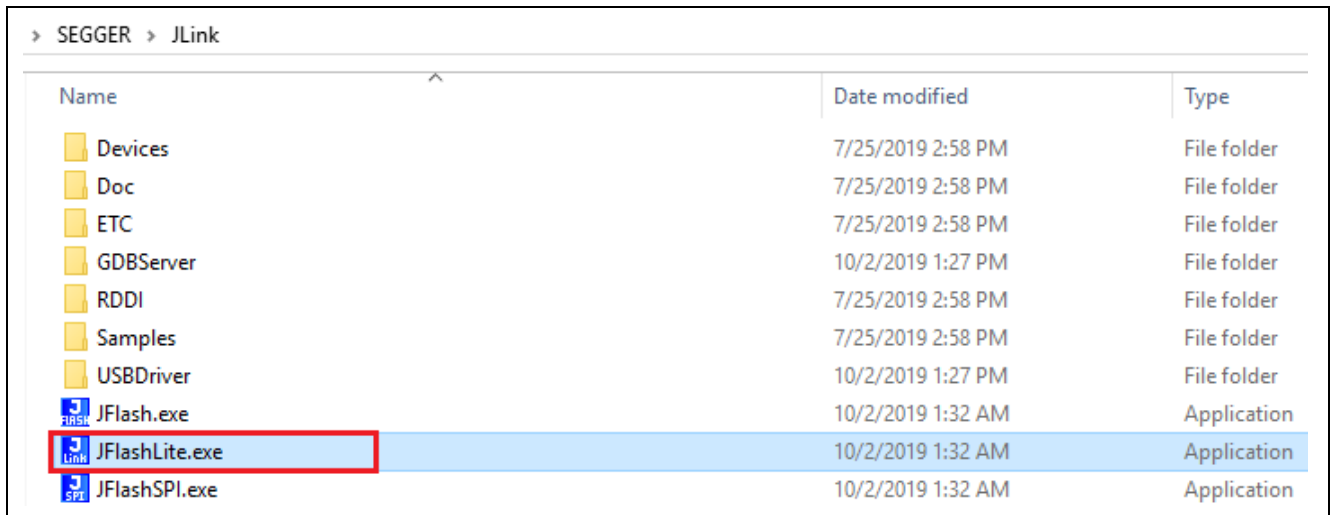 SEGGER JLink
Name Date modified Type
Devices 7/25/2019 2:58 PM File folder
Doc 7/25/2019 2:58 PM File folder
ETC 7/25/2019 2:58 PM File folder
GDBServer 10/2/2019 1:27 PM File folder
RDDI 7/25/2019 2:58 PM File folder
Samples 7/25/2019 2:58 PM File folder
USBDriver 10/2/2019 1:27 PM File folder
J FLASH JFlash.exe 10/2/2019 1:32 AM Application
J Link JFlashLite.exe 10/2/2019 1:32 AM Application
J SPI JFlashSPI.exe 10/2/2019 1:32 AM Application